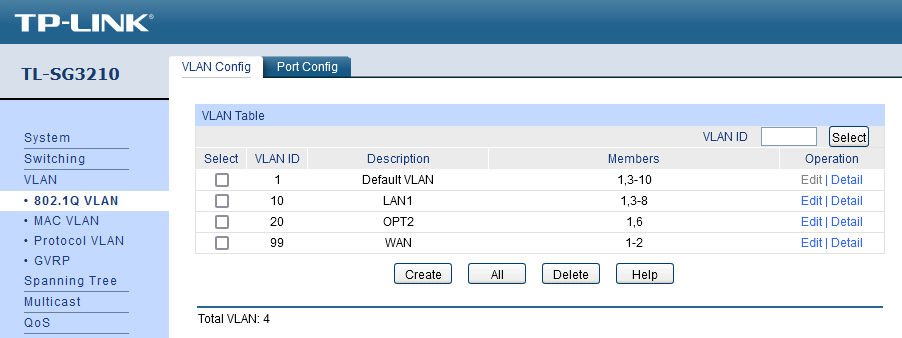 TP-LINK®
TL-SG3210
VLAN Config Port Config
System
Switching
VLAN
• 802.1Q VLAN
• MAC VLAN
• Protocol VLAN
• GVRP
Spanning Tree
Multicast
QoS
VLAN Table
VLAN ID Select
Select VLAN ID Description Members Operation
1 Default VLAN 1,3-10 Edit | Detail
10 LAN1 1,3-8 Edit | Detail
20 OPT2 1,6 Edit | Detail
99 WAN 1-2 Edit | Detail
Create All Delete Help
Total VLAN: 4